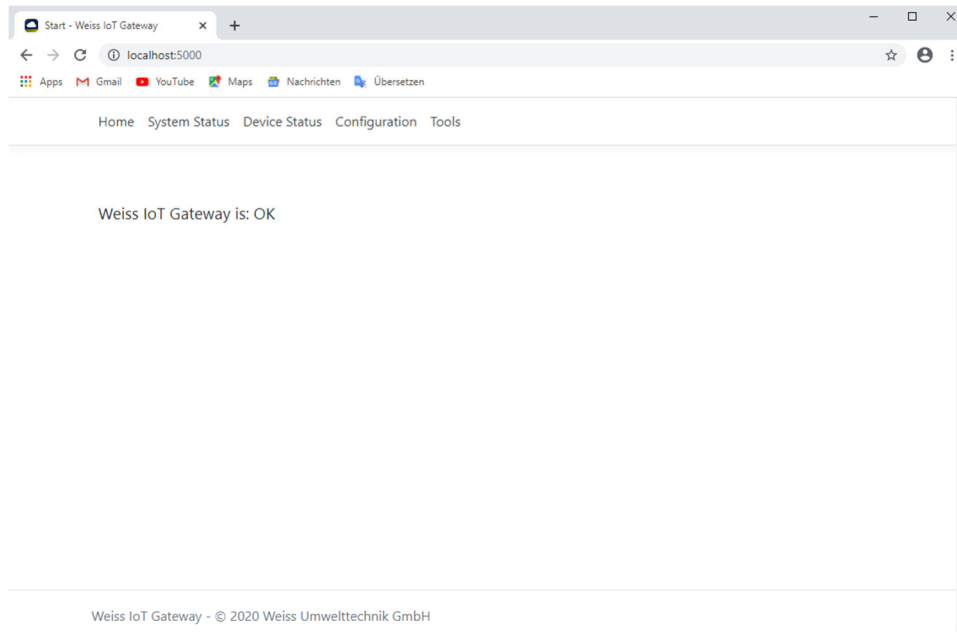 Start - Weiss IoT Gateway
localhost:5000
Apps Gmail YouTube Maps Nachrichten Übersetzen
Home System Status Device Status Configuration Tools
Weiss IoT Gateway is: OK
Weiss IoT Gateway - © 2020 Weiss Umwelttechnik GmbH